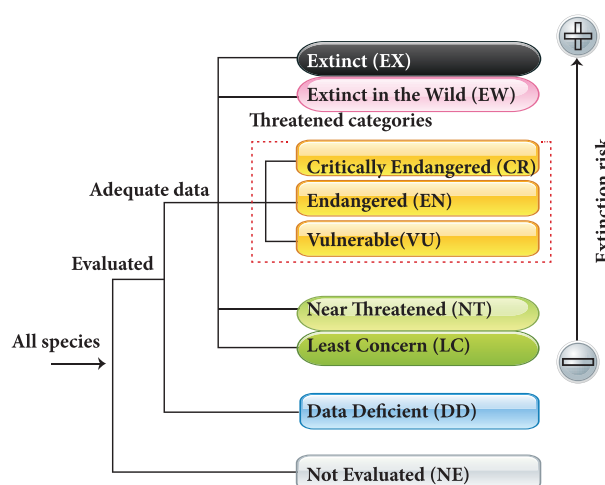 Extinct (EX)
Extinct in the Wild (EW)
Threatened categories
Critically Endangered (CR)
Adequate data
Endangered (EN)
Vulnerable(VU)
Evaluated
Near Threatened (NT)
All species
Least Concern (LC)
Data Deficient (DD)
Not Evaluated (NE)
Extinction risk